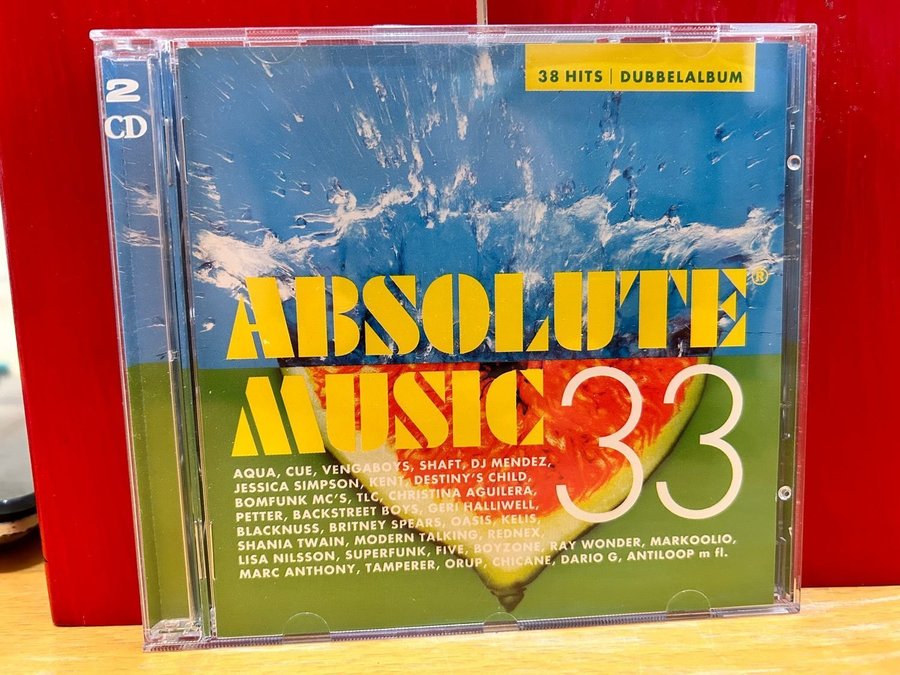 2
CD
38 HITS | DUBBELALBUM
ABSOLUTE®
MUSIC 33
AQUA, CUE, VENGABOYS, SHAFT, DJ MENDEZ,
JESSICA SIMPSON, KENT, DESTINY'S CHILD,
BOMFUNK MC'S, TLC, CHRISTINA AGUILERA,
PETTER, BACKSTREET BOYS, GERI HALLIWELL,
BLACKNUSS, BRITNEY SPEARS, OASIS, KELIS,
SHANIA TWAIN, MODERN TALKING, REDNEX,
LISA NILSSON, SUPERFUNK, FIVE, BOYZONE, RAY WONDER, MARKOOLIO,
MARC ANTHONY, TAMPERER, ORUP, CHICANE, DARIO G, ANTILOOP m fl.